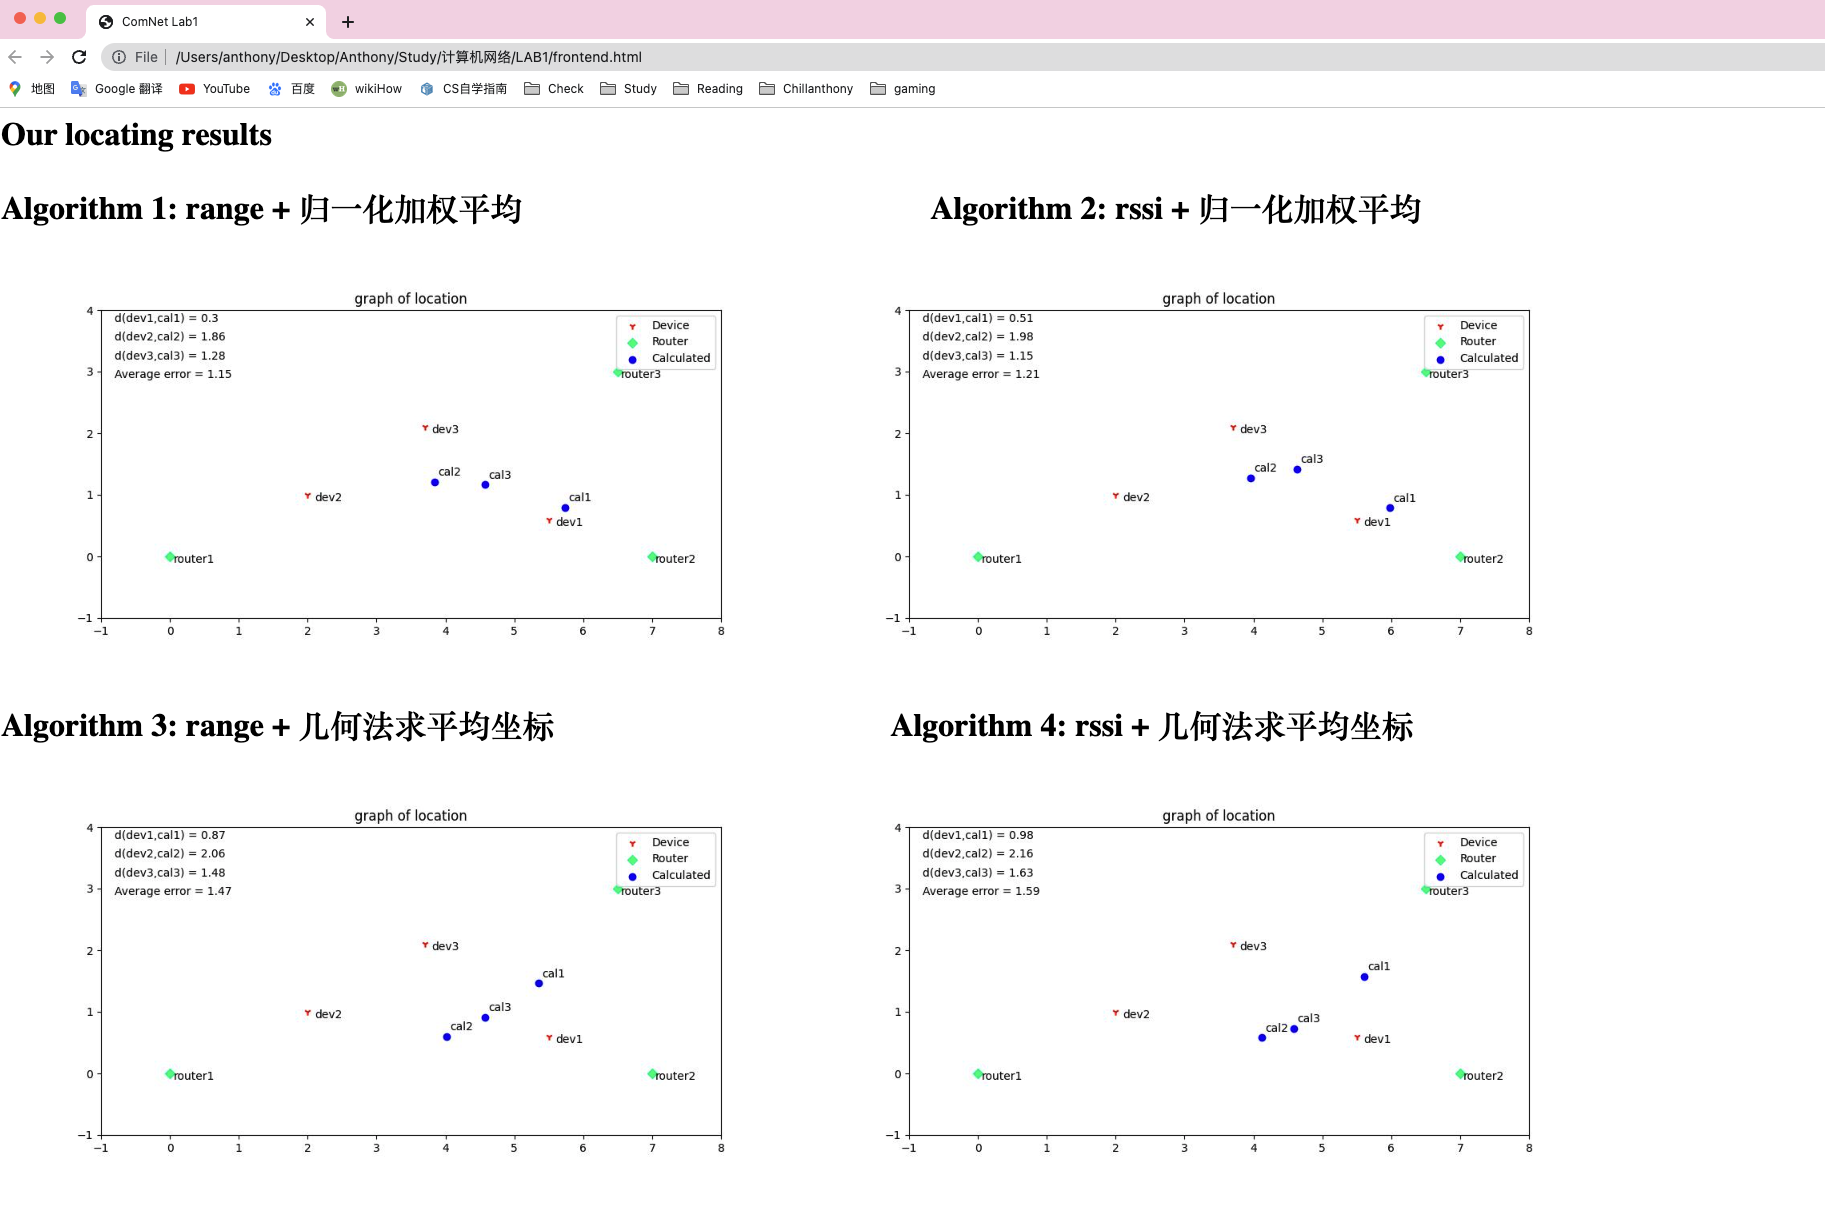 ComNet Lab1
File /Users/anthony/Desktop/Anthony/Study/计算机网络/LAB1/frontend.html
地图 Google 翻译 YouTube 百度 wikiHow CS自学指南 Check Study Reading Chillanthony gaming
Our locating results
Algorithm 1: range + 归一化加权平均
graph of location
d(dev1,cal1) = 0.3
d(dev2,cal2) = 1.86
d(dev3,cal3) = 1.28
Average error = 1.15
Device
Router
Calculated
router3
dev3
cal2
cal3
cal1
dev2
dev1
router1
router2
4
3
2
1
0
−1
−1 0 1 2 3 4 5 6 7 8
Algorithm 2: rssi + 归一化加权平均
graph of location
d(dev1,cal1) = 0.51
d(dev2,cal2) = 1.98
d(dev3,cal3) = 1.15
Average error = 1.21
Device
Router
Calculated
router3
dev3
cal3
cal2
cal1
dev2
dev1
router1
router2
4
3
2
1
0
−1
−1 0 1 2 3 4 5 6 7 8
Algorithm 3: range + 几何法求平均坐标
graph of location
d(dev1,cal1) = 0.87
d(dev2,cal2) = 2.06
d(dev3,cal3) = 1.48
Average error = 1.47
Device
Router
Calculated
router3
dev3
cal1
cal3
dev2
cal2
dev1
router1
router2
4
3
2
1
0
−1
−1 0 1 2 3 4 5 6 7 8
Algorithm 4: rssi + 几何法求平均坐标
graph of location
d(dev1,cal1) = 0.98
d(dev2,cal2) = 2.16
d(dev3,cal3) = 1.63
Average error = 1.59
Device
Router
Calculated
router3
dev3
cal1
dev2
cal3
cal2
dev1
router1
router2
4
3
2
1
0
−1
−1 0 1 2 3 4 5 6 7 8